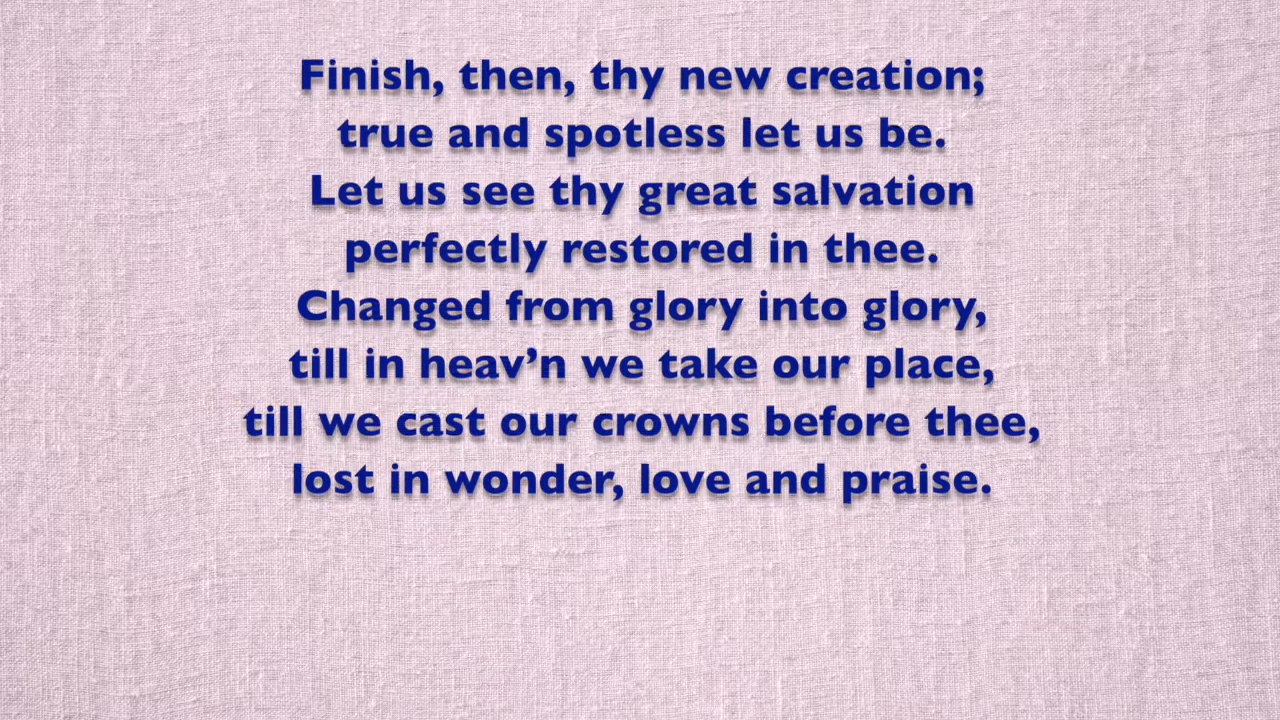 Finish, then, thy new creation;
true and spotless let us be.
Let us see thy great salvation
perfectly restored in thee.
Changed from glory into glory,
till in heav’n we take our place,
till we cast our crowns before thee,
lost in wonder, love and praise.